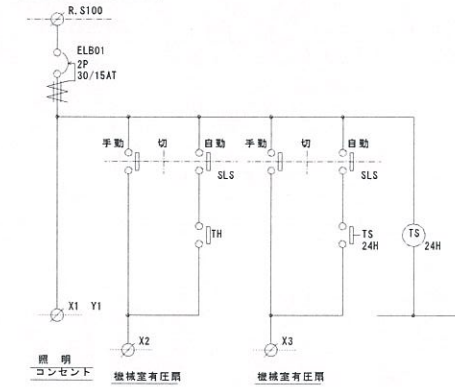 R.S100
ELB01
2P
30/15AT
手動 切 自動 手動 切 自動
SLS SLS
TH TS TS
24H 24H
X1 Y1
X2 X3
照 明
コンセント 機械室有圧扇 機械室有圧扇